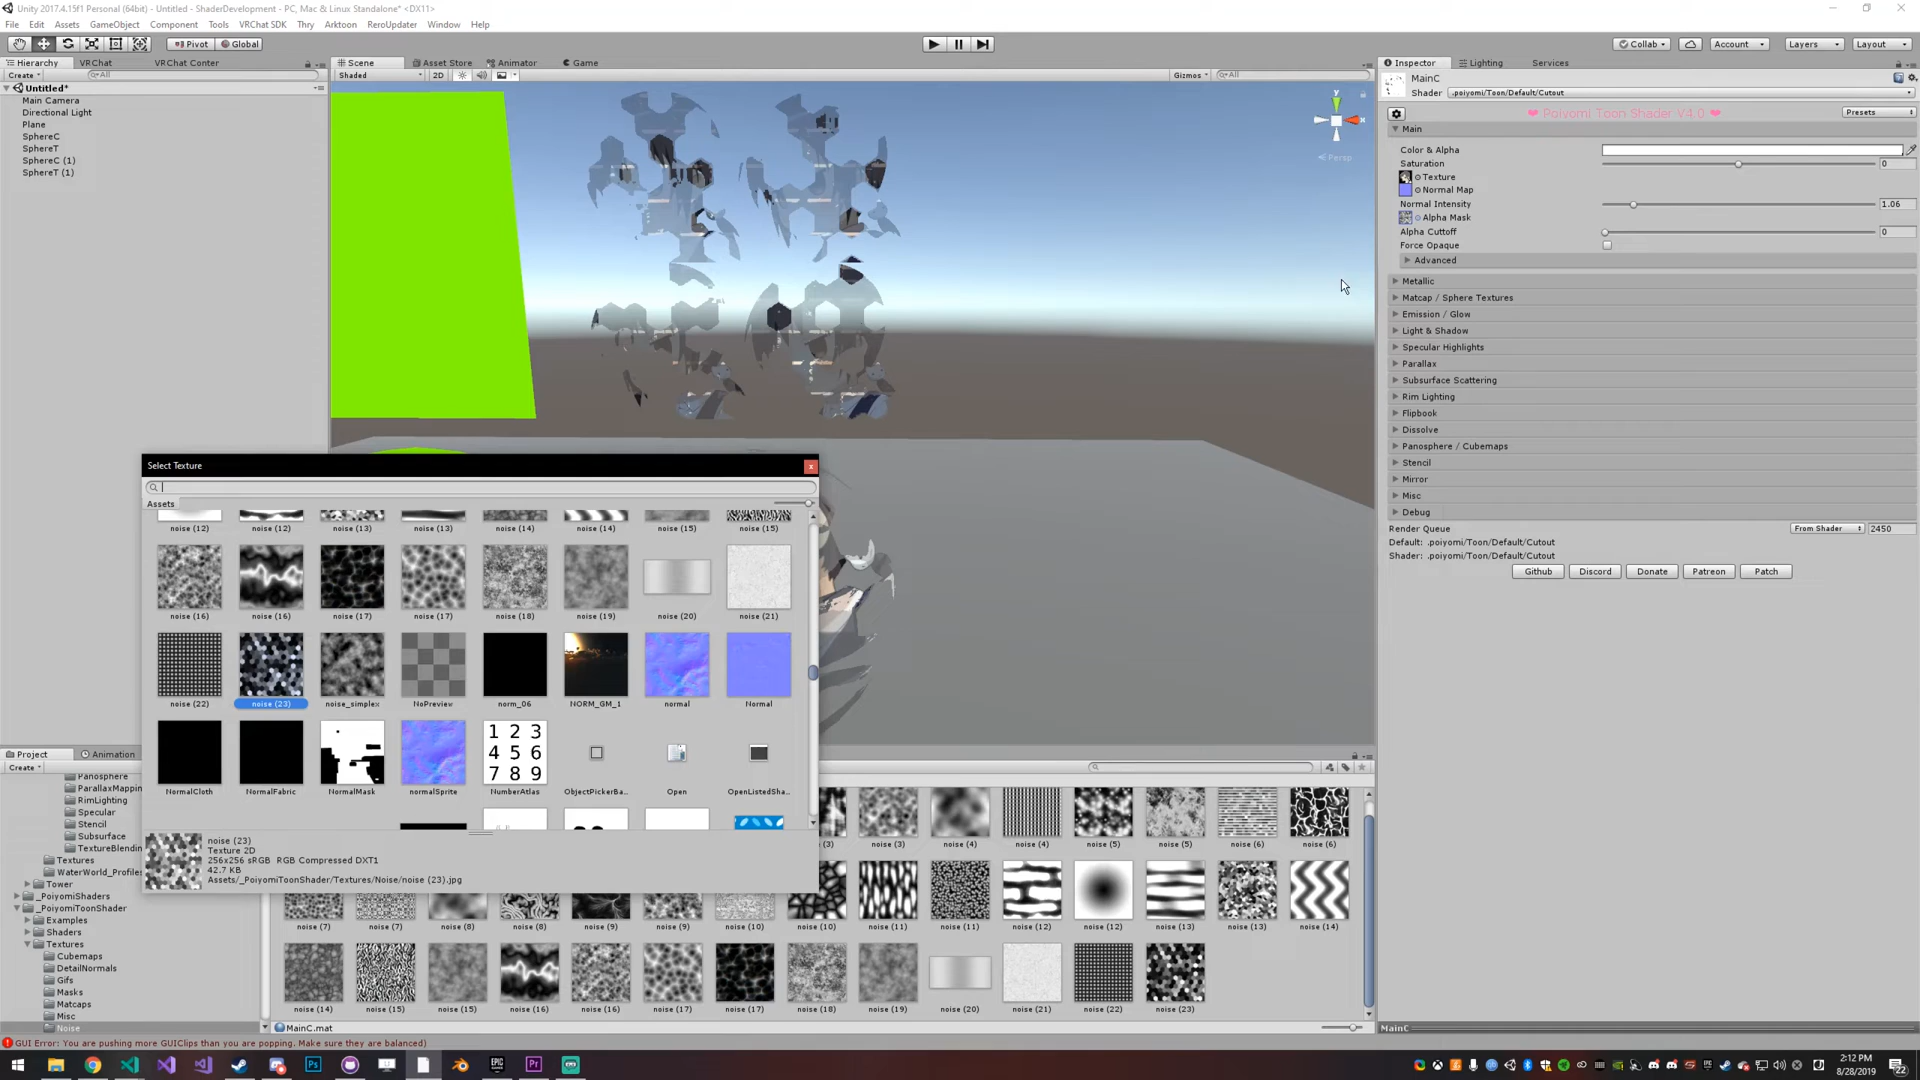 Unity 2017.4.15f1 Personal (64bit) - Untitled - ShaderDevelopment - PC, Mac & Linux Standalone* <DX11>
File Edit Assets GameObject Component Tools VRChat SDK Thry Arktoon ReroUpdater Window Help
Pivot Global Collab Account Layers Layout
Hierarchy VRChat VRChat Center
Create All
Untitled*
Main Camera
Directional Light
Plane
SphereC
SphereT
SphereC (1)
SphereT (1)
Scene Asset Store Animator Game
Shaded 2D Gizmos All
y
x
Persp
Select Texture
Assets
noise (12) noise (12) noise (13) noise (13) noise (14) noise (14) noise (15) noise (15)
noise (16) noise (16) noise (17) noise (17) noise (18) noise (19) noise (20) noise (21)
noise (22) noise (23) noise_simplex NoPreview norm_06 NORM_GM_1 normal Normal
1 2 3
4 5 6
7 8 9
NormalCloth NormalFabric NormalMask normalSprite NumberAtlas ObjectPickerBa... Open OpenListedSha...
noise (23)
Texture 2D
256x256 sRGB RGB Compressed DXT1
42.7 KB
Assets/_PoiyomiToonShader/Textures/Noise/noise (23).jpg
Project Animation
Create
Panosphere
ParallaxMappin
RimLighting
Specular
Stencil
Subsurface
TextureBlendin
Textures
WaterWorld_Profiles
Tower
_PoiyomiShaders
_PoiyomiToonShader
Examples
Shaders
Textures
Cubemaps
DetailNormals
Gifs
Masks
Matcaps
Misc
Noise
noise (3) noise (4) noise (4) noise (5) noise (5) noise (6) noise (6)
noise (7) noise (7) noise (8) noise (8) noise (9) noise (9) noise (10) noise (10) noise (11) noise (11) noise (12) noise (12) noise (13) noise (13) noise (14)
noise (14) noise (15) noise (15) noise (16) noise (16) noise (17) noise (17) noise (18) noise (19) noise (20) noise (21) noise (22) noise (23)
MainC.mat
Inspector Lighting Services
MainC
Shader .poiyomi/Toon/Default/Cutout
Poiyomi Toon Shader V4.0 Presets
Main
Color & Alpha
Saturation 0
Texture
Normal Map
Normal Intensity 1.06
Alpha Mask
Alpha Cuttoff 0
Force Opaque
Advanced
Metallic
Matcap / Sphere Textures
Emission / Glow
Light & Shadow
Specular Highlights
Parallax
Subsurface Scattering
Rim Lighting
Flipbook
Dissolve
Panosphere / Cubemaps
Stencil
Mirror
Misc
Debug
Render Queue From Shader 2450
Default: .poiyomi/Toon/Default/Cutout
Shader: .poiyomi/Toon/Default/Cutout
Github Discord Donate Patreon Patch
MainC
GUI Error: You are pushing more GUIClips than you are popping. Make sure they are balanced)
Ps EPIC Pr
2:12 PM
8/28/2019
22